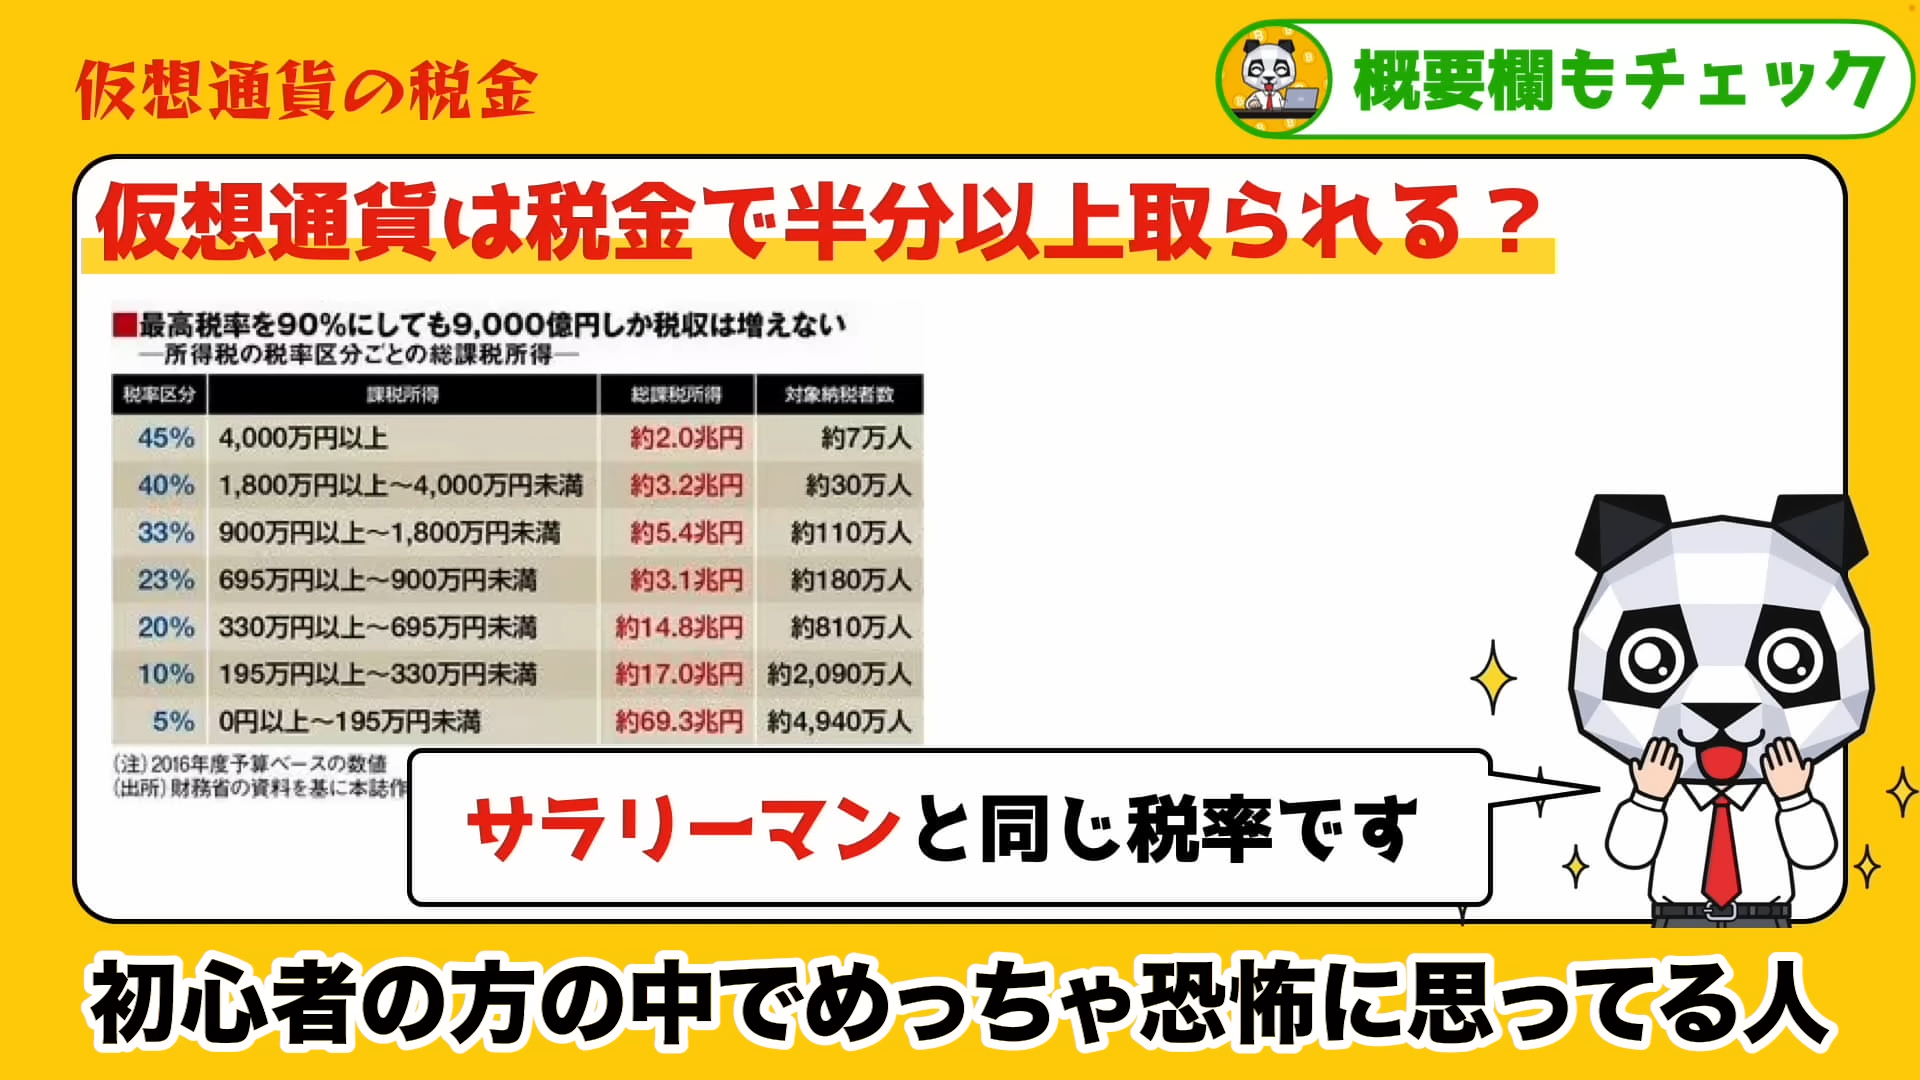 仮想通貨の税金
概要欄もチェック
仮想通貨は税金で半分以上取られる?
■最高税率を90%にしても9,000億円しか税収は増えない
―所得税の税率区分ごとの総課税所得―
税率区分 課税所得 総課税所得 対象納税者数
45% 4,000万円以上 約2.0兆円 約7万人
40% 1,800万円以上〜4,000万円未満 約3.2兆円 約30万人
33% 900万円以上〜1,800万円未満 約5.4兆円 約110万人
23% 695万円以上〜900万円未満 約3.1兆円 約180万人
20% 330万円以上〜695万円未満 約14.8兆円 約810万人
10% 195万円以上〜330万円未満 約17.0兆円 約2,090万人
5% 0円以上〜195万円未満 約69.3兆円 約4,940万人
(注)2016年度予算ベースの数値
(出所)財務省の資料を基に本誌作
サラリーマンと同じ税率です
初心者の方の中でめっちゃ恐怖に思ってる人